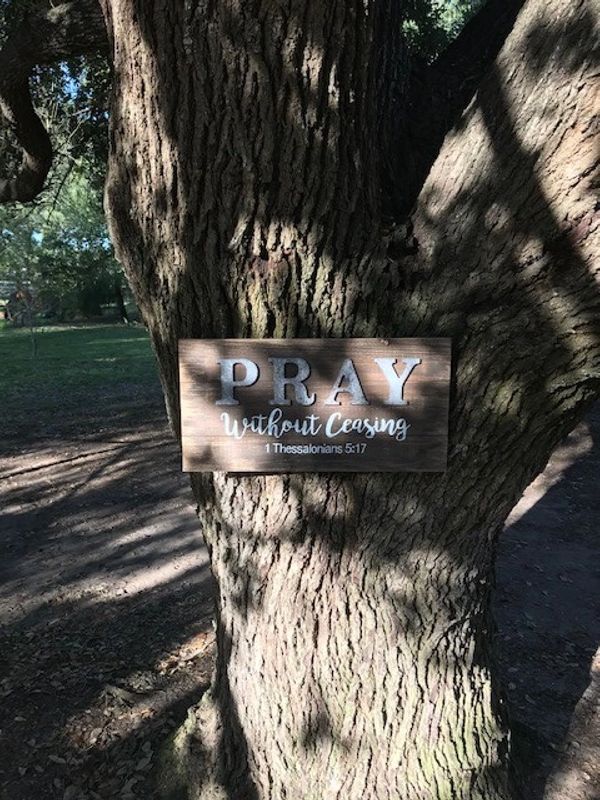 PRAY
Without Ceasing
1 Thessalonians 5:17